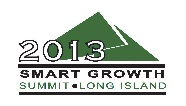 2013
SMART GROWTH
SUMMIT • LONG ISLAND